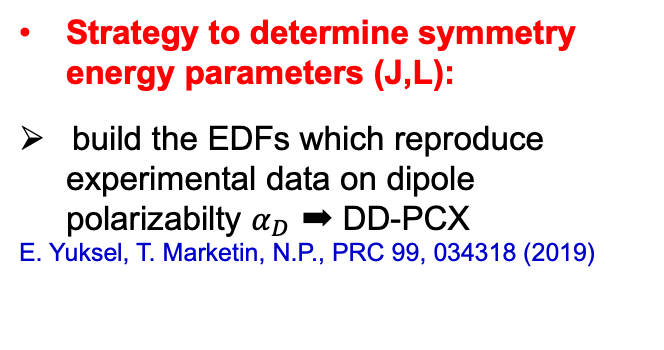 • Strategy to determine symmetry
energy parameters (J,L):
➢ build the EDFs which reproduce
experimental data on dipole
polarizabilty α_D ➡ DD-PCX
E. Yuksel, T. Marketin, N.P., PRC 99, 034318 (2019)